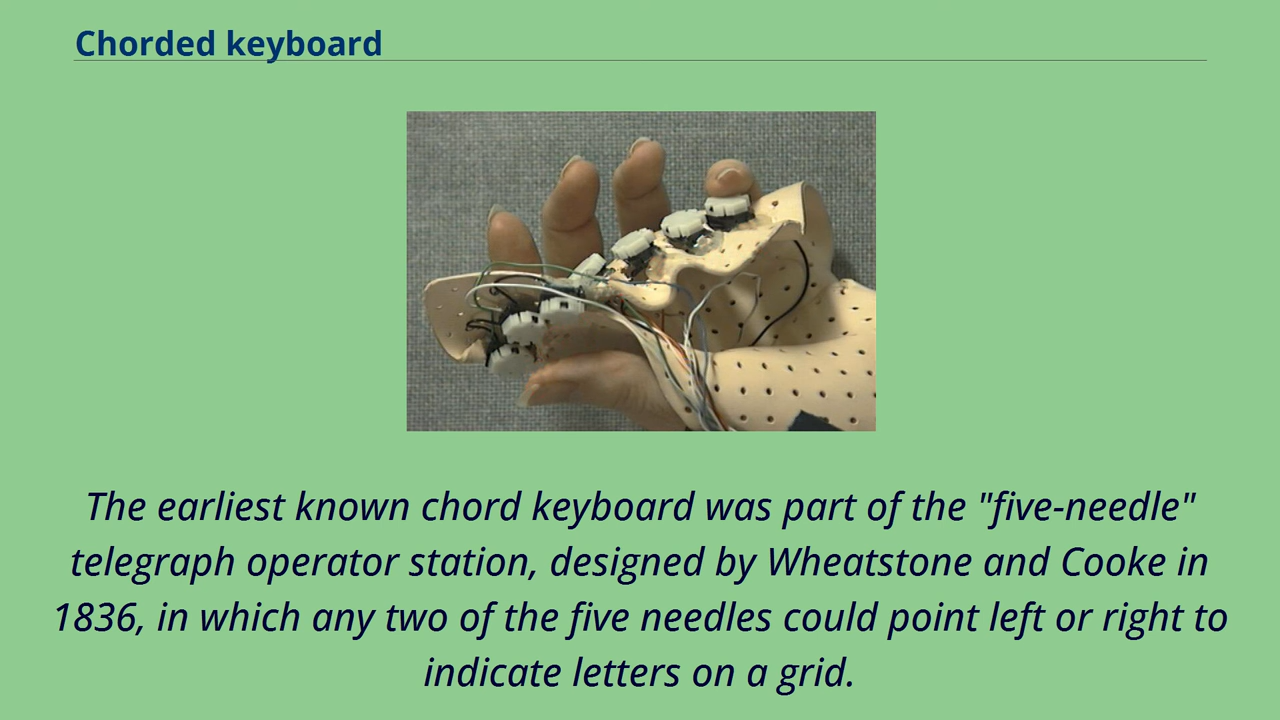 Chorded keyboard
The earliest known chord keyboard was part of the "five-needle"
telegraph operator station, designed by Wheatstone and Cooke in
1836, in which any two of the five needles could point left or right to
indicate letters on a grid.